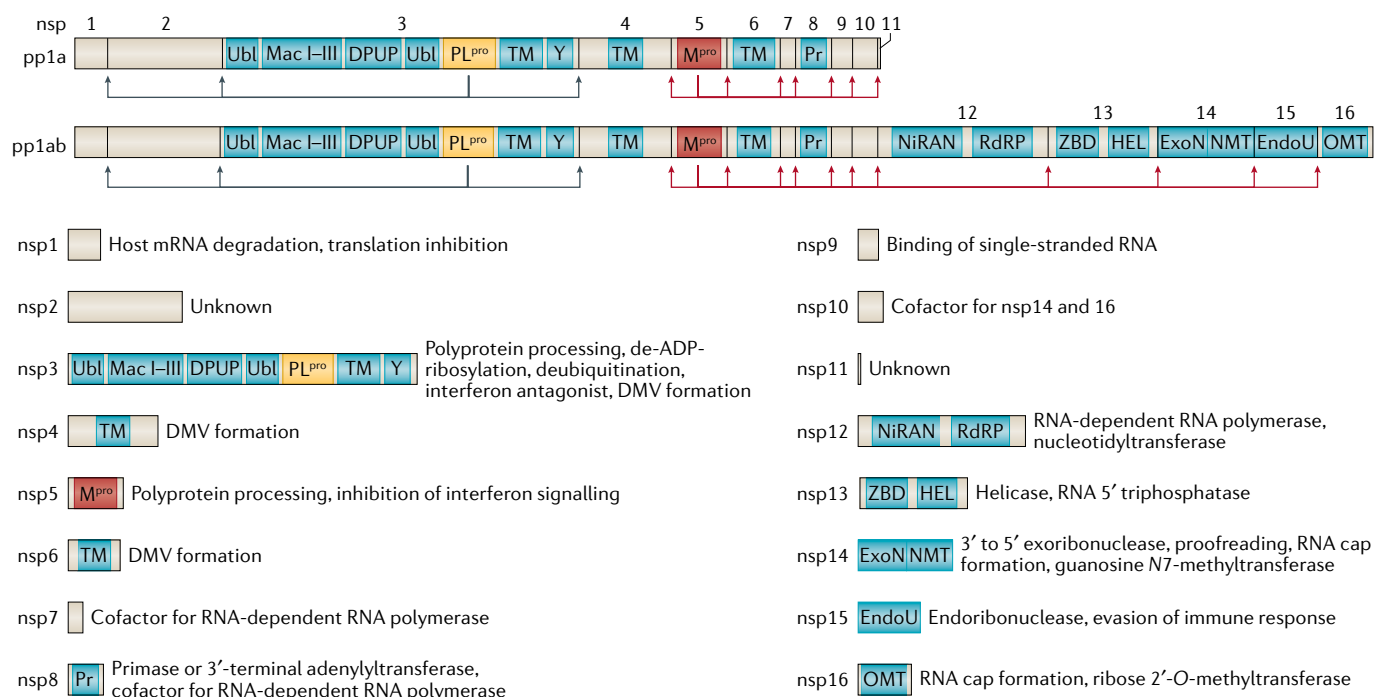 nsp 1 2 3 4 5 6 7 8 9 10 11
pp1a Ubl Mac I–III DPUP Ubl PLpro TM Y TM Mpro TM Pr
12 13 14 15 16
pp1ab Ubl Mac I–III DPUP Ubl PLpro TM Y TM Mpro TM Pr NiRAN RdRP ZBD HEL ExoN NMT EndoU OMT
nsp1 Host mRNA degradation, translation inhibition
nsp2 Unknown
nsp3 Ubl Mac I–III DPUP Ubl PLpro TM Y
Polyprotein processing, de-ADP-
ribosylation, deubiquitination,
interferon antagonist, DMV formation
nsp4 TM DMV formation
nsp5 Mpro Polyprotein processing, inhibition of interferon signalling
nsp6 TM DMV formation
nsp7 Cofactor for RNA-dependent RNA polymerase
nsp8 Pr Primase or 3′-terminal adenylyltransferase,
cofactor for RNA-dependent RNA polymerase
nsp9 Binding of single-stranded RNA
nsp10 Cofactor for nsp14 and 16
nsp11 Unknown
nsp12 NiRAN RdRP RNA-dependent RNA polymerase,
nucleotidyltransferase
nsp13 ZBD HEL Helicase, RNA 5′ triphosphatase
nsp14 ExoN NMT 3′ to 5′ exoribonuclease, proofreading, RNA cap
formation, guanosine N7-methyltransferase
nsp15 EndoU Endoribonuclease, evasion of immune response
nsp16 OMT RNA cap formation, ribose 2′-O-methyltransferase